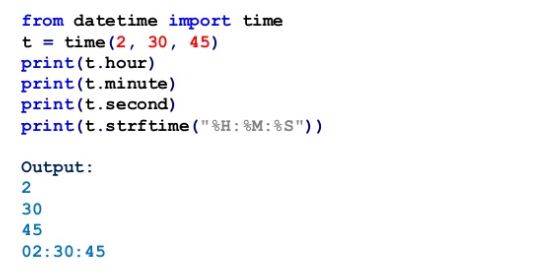 from datetime import time
t = time(2, 30, 45)
print(t.hour)
print(t.minute)
print(t.second)
print(t.strftime("%H:%M:%S"))
Output:
2
30
45
02:30:45